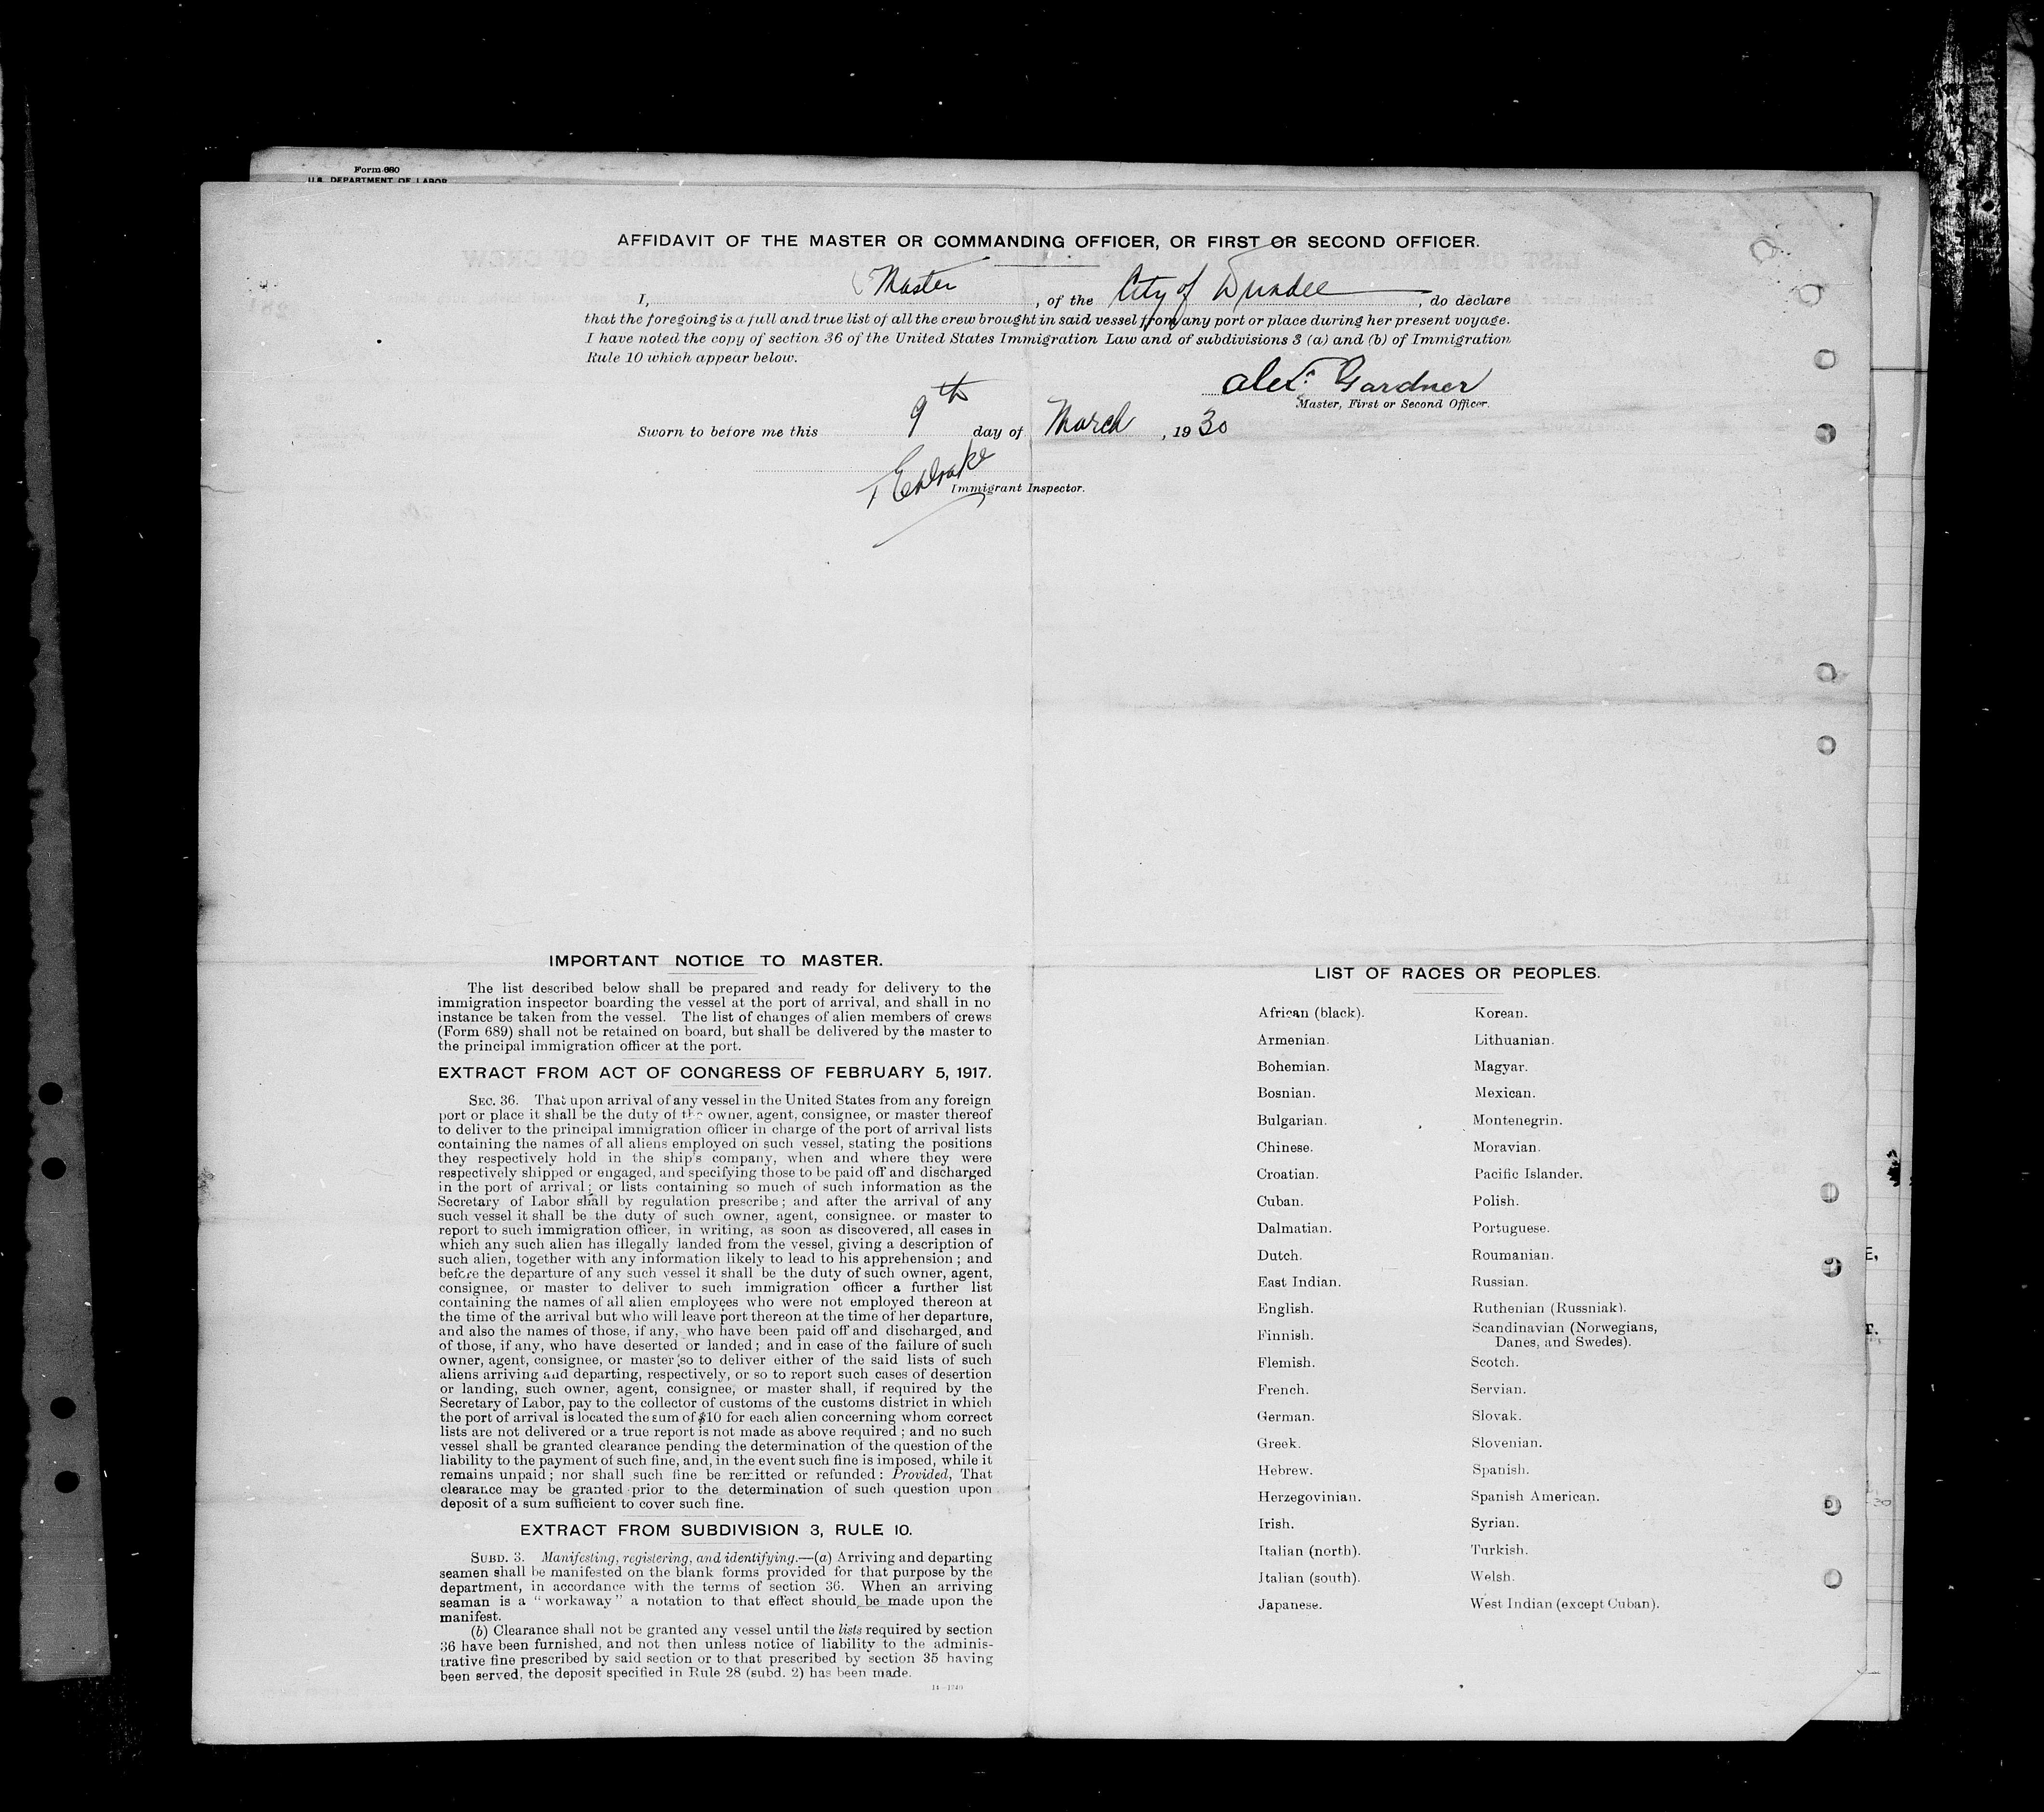 Form 680
U.S. DEPARTMENT OF LABOR
AFFIDAVIT OF THE MASTER OR COMMANDING OFFICER, OR FIRST OR SECOND OFFICER.
I, Master, of the City of Dundee, do declare
that the foregoing is a full and true list of all the crew brought in said vessel from any port or place during her present voyage.
I have noted the copy of section 36 of the United States Immigration Law and of subdivisions 3 (a) and (b) of Immigration
Rule 10 which appear below.
Alexr. Gardner
Master, First or Second Officer.
Sworn to before me this 9th day of March, 1930
Immigrant Inspector.
IMPORTANT NOTICE TO MASTER.
The list described below shall be prepared and ready for delivery to the
immigration inspector boarding the vessel at the port of arrival, and shall in no
instance be taken from the vessel. The list of changes of alien members of crews
(Form 689) shall not be retained on board, but shall be delivered by the master to
the principal immigration officer at the port.
EXTRACT FROM ACT OF CONGRESS OF FEBRUARY 5, 1917.
SEC. 36. That upon arrival of any vessel in the United States from any foreign
port or place it shall be the duty of the owner, agent, consignee, or master thereof
to deliver to the principal immigration officer in charge of the port of arrival lists
containing the names of all aliens employed on such vessel, stating the positions
they respectively hold in the ship's company, when and where they were
respectively shipped or engaged, and specifying those to be paid off and discharged
in the port of arrival; or lists containing so much of such information as the
Secretary of Labor shall by regulation prescribe; and after the arrival of any
such vessel it shall be the duty of such owner, agent, consignee. or master to
report to such immigration officer, in writing, as soon as discovered, all cases in
which any such alien has illegally landed from the vessel, giving a description of
such alien, together with any information likely to lead to his apprehension; and
before the departure of any such vessel it shall be the duty of such owner, agent,
consignee, or master to deliver to such immigration officer a further list
containing the names of all alien employees who were not employed thereon at
the time of the arrival but who will leave port thereon at the time of her departure,
and also the names of those, if any, who have been paid off and discharged, and
of those, if any, who have deserted or landed; and in case of the failure of such
owner, agent, consignee, or master so to deliver either of the said lists of such
aliens arriving and departing, respectively, or so to report such cases of desertion
or landing, such owner, agent, consignee, or master shall, if required by the
Secretary of Labor, pay to the collector of customs of the customs district in which
the port of arrival is located the sum of $10 for each alien concerning whom correct
lists are not delivered or a true report is not made as above required; and no such
vessel shall be granted clearance pending the determination of the question of the
liability to the payment of such fine, and, in the event such fine is imposed, while it
remains unpaid; nor shall such fine be remitted or refunded: Provided, That
clearance may be granted prior to the determination of such question upon
deposit of a sum sufficient to cover such fine.
EXTRACT FROM SUBDIVISION 3, RULE 10.
SUBD. 3. Manifesting, registering, and identifying.—(a) Arriving and departing
seamen shall be manifested on the blank forms provided for that purpose by the
department, in accordance with the terms of section 36. When an arriving
seaman is a "workaway" a notation to that effect should be made upon the
manifest.
(b) Clearance shall not be granted any vessel until the lists required by section
36 have been furnished, and not then unless notice of liability to the adminis-
trative fine prescribed by said section or to that prescribed by section 35 having
been served, the deposit specified in Rule 28 (subd. 2) has been made.
14—1740
LIST OF RACES OR PEOPLES.
African (black).
Armenian.
Bohemian.
Bosnian.
Bulgarian.
Chinese.
Croatian.
Cuban.
Dalmatian.
Dutch.
East Indian.
English.
Finnish.
Flemish.
French.
German.
Greek.
Hebrew.
Herzegovinian.
Irish.
Italian (north).
Italian (south).
Japanese.
Korean.
Lithuanian.
Magyar.
Mexican.
Montenegrin.
Moravian.
Pacific Islander.
Polish.
Portuguese.
Roumanian.
Russian.
Ruthenian (Russniak).
Scandinavian (Norwegians,
Danes, and Swedes).
Scotch.
Servian.
Slovak.
Slovenian.
Spanish.
Spanish American.
Syrian.
Turkish.
Welsh.
West Indian (except Cuban).